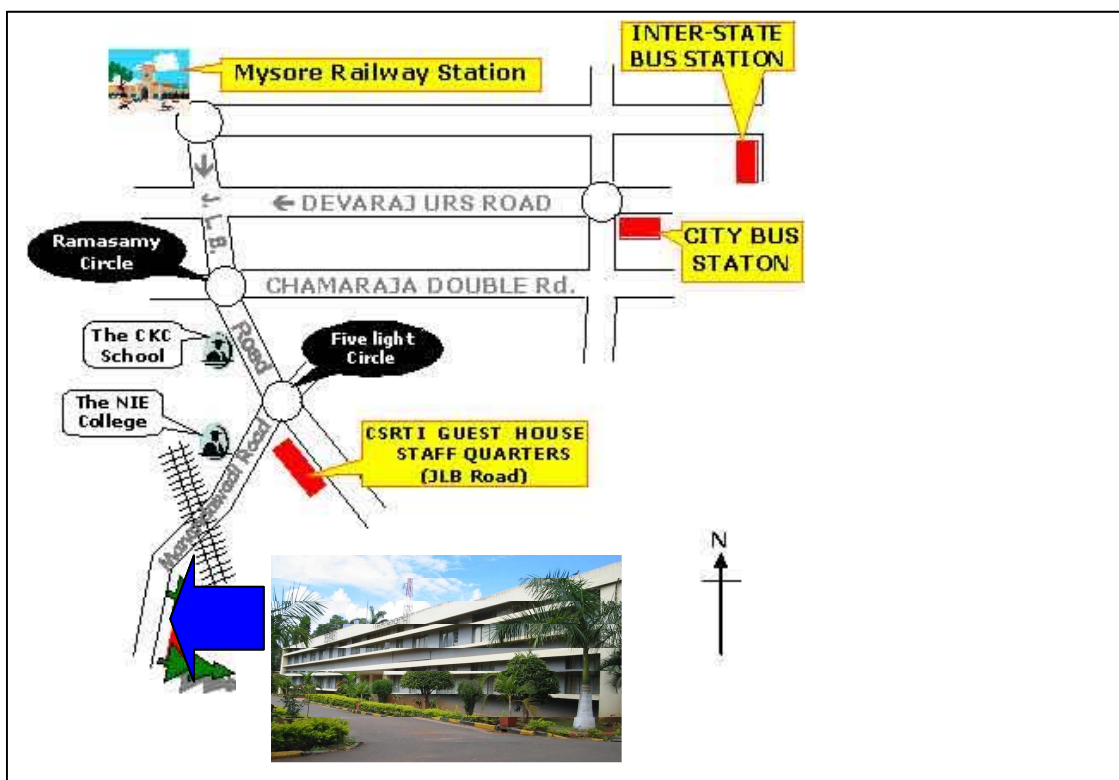 INTER-STATE
BUS STATION
Mysore Railway Station
J. L. B.
← DEVARAJ URS ROAD
Ramasamy
Circle
CITY BUS
STATON
CHAMARAJA DOUBLE Rd.
The CKC
School
Road
Five light
Circle
The NIE
College
CSRTI GUEST HOUSE
STAFF QUARTERS
(JLB Road)
Road
N